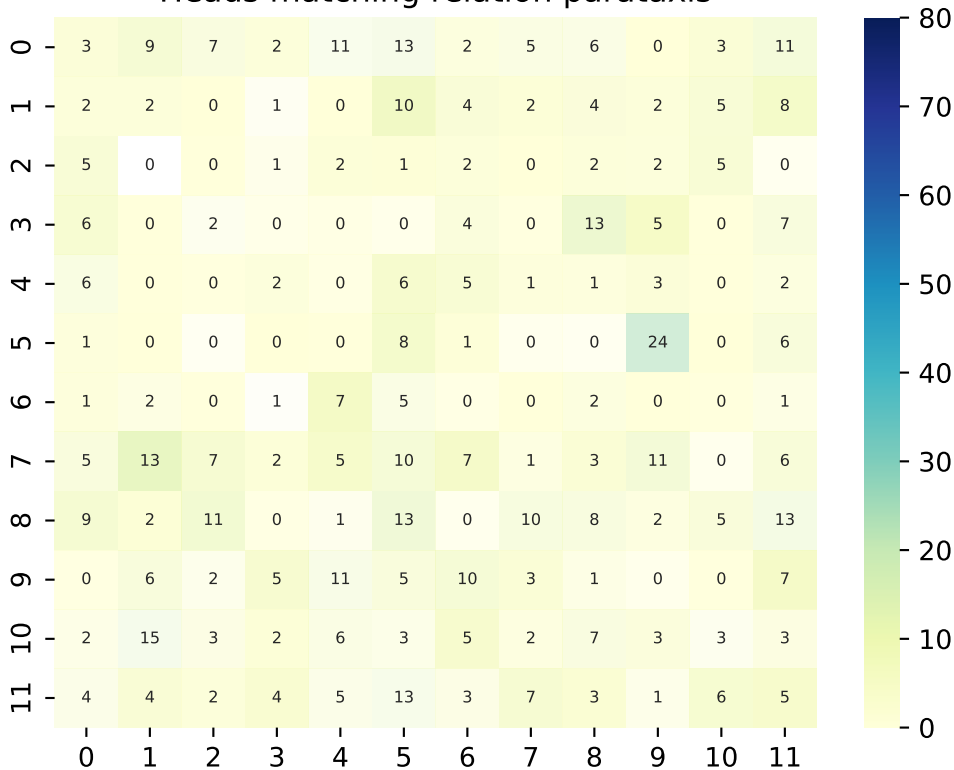 Heads matching relation parataxis
0 3 9 7 2 11 13 2 5 6 0 3 11
1 2 2 0 1 0 10 4 2 4 2 5 8
2 5 0 0 1 2 1 2 0 2 2 5 0
3 6 0 2 0 0 0 4 0 13 5 0 7
4 6 0 0 2 0 6 5 1 1 3 0 2
5 1 0 0 0 0 8 1 0 0 24 0 6
6 1 2 0 1 7 5 0 0 2 0 0 1
7 5 13 7 2 5 10 7 1 3 11 0 6
8 9 2 11 0 1 13 0 10 8 2 5 13
9 0 6 2 5 11 5 10 3 1 0 0 7
10 2 15 3 2 6 3 5 2 7 3 3 3
11 4 4 2 4 5 13 3 7 3 1 6 5
0 1 2 3 4 5 6 7 8 9 10 11
80
70
60
50
40
30
20
10
0